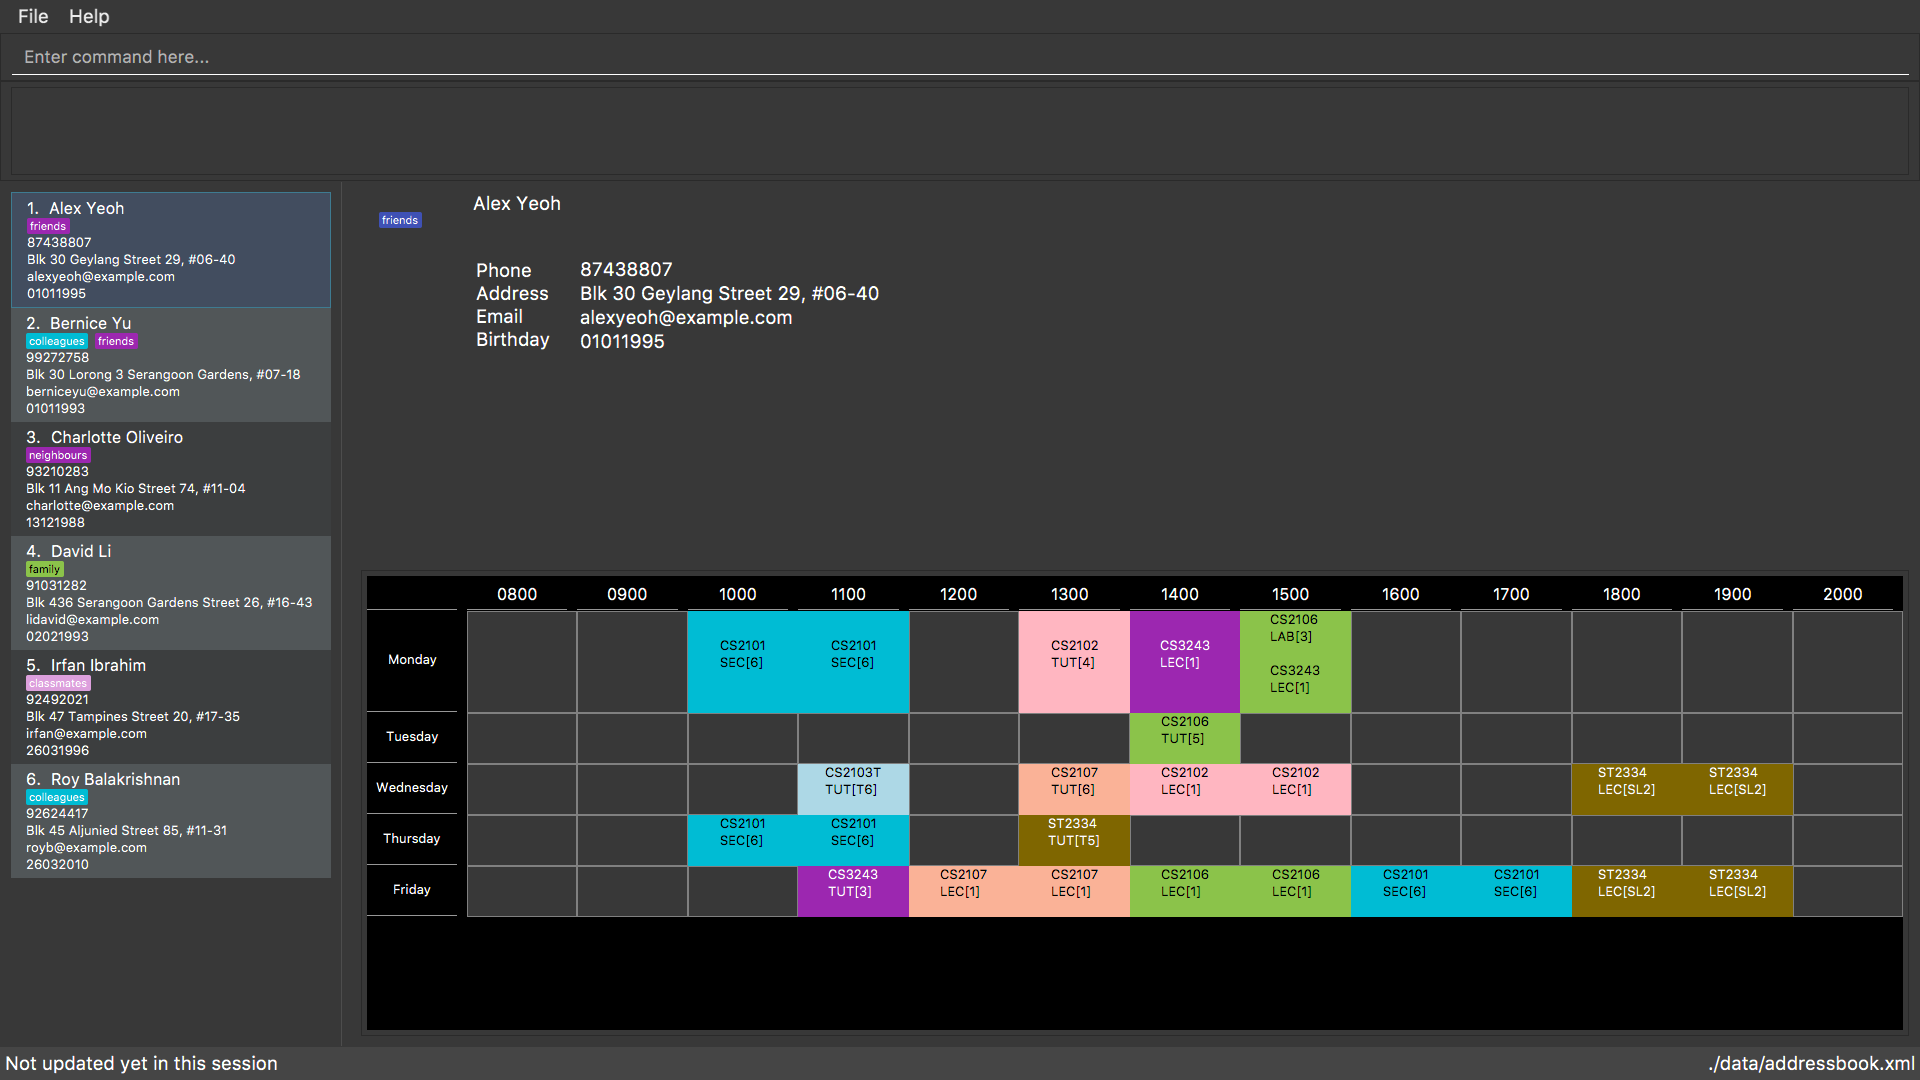 File Help
Enter command here...
1. Alex Yeoh
friends
87438807
Blk 30 Geylang Street 29, #06-40
alexyeoh@example.com
01011995
2. Bernice Yu
colleagues friends
99272758
Blk 30 Lorong 3 Serangoon Gardens, #07-18
berniceyu@example.com
01011993
3. Charlotte Oliveiro
neighbours
93210283
Blk 11 Ang Mo Kio Street 74, #11-04
charlotte@example.com
13121988
4. David Li
family
91031282
Blk 436 Serangoon Gardens Street 26, #16-43
lidavid@example.com
02021993
5. Irfan Ibrahim
classmates
92492021
Blk 47 Tampines Street 20, #17-35
irfan@example.com
26031996
6. Roy Balakrishnan
colleagues
92624417
Blk 45 Aljunied Street 85, #11-31
royb@example.com
26032010
Alex Yeoh
friends
Phone 87438807
Address Blk 30 Geylang Street 29, #06-40
Email alexyeoh@example.com
Birthday 01011995
0800 0900 1000 1100 1200 1300 1400 1500 1600 1700 1800 1900 2000
Monday
CS2101 SEC[6]
CS2101 SEC[6]
CS2102 TUT[4]
CS3243 LEC[1]
CS2106 LAB[3]
CS3243 LEC[1]
Tuesday
CS2106 TUT[5]
Wednesday
CS2103T TUT[T6]
CS2107 TUT[6]
CS2102 LEC[1]
CS2102 LEC[1]
ST2334 LEC[SL2]
ST2334 LEC[SL2]
Thursday
CS2101 SEC[6]
CS2101 SEC[6]
ST2334 TUT[T5]
Friday
CS3243 TUT[3]
CS2107 LEC[1]
CS2107 LEC[1]
CS2106 LEC[1]
CS2106 LEC[1]
CS2101 SEC[6]
CS2101 SEC[6]
ST2334 LEC[SL2]
ST2334 LEC[SL2]
Not updated yet in this session
./data/addressbook.xml